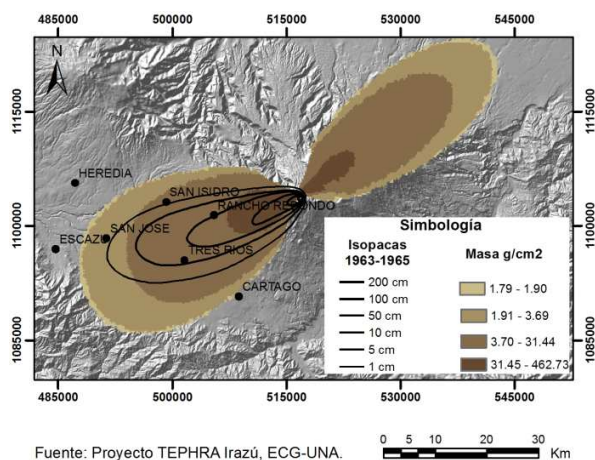 485000 500000 515000 530000 545000
N
1115000 1115000
HEREDIA
SAN ISIDRO
RANCHO REDONDO
1100000 1100000
SAN JOSE
ESCAZU
TRES RIOS
CARTAGO
1085000 1085000
Simbología
Isopacas
1963-1965
200 cm
100 cm
50 cm
10 cm
5 cm
1 cm
Masa g/cm2
1.79 - 1.90
1.91 - 3.69
3.70 - 31.44
31.45 - 462.73
485000 500000 515000 530000 545000
Fuente: Proyecto TEPHRA Irazú, ECG-UNA.
0 5 10 20 30
Km